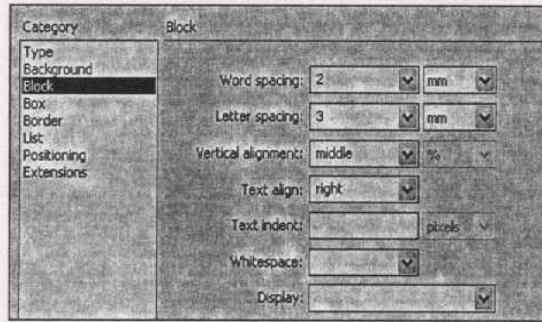 Category
Block
Type
Background
Block
Box
Border
List
Positioning
Extensions
Word spacing: 2 mm
Letter spacing: 3 mm
Vertical alignment: middle %
Text align: right
Text indent: pixels
Whitespace:
Display: